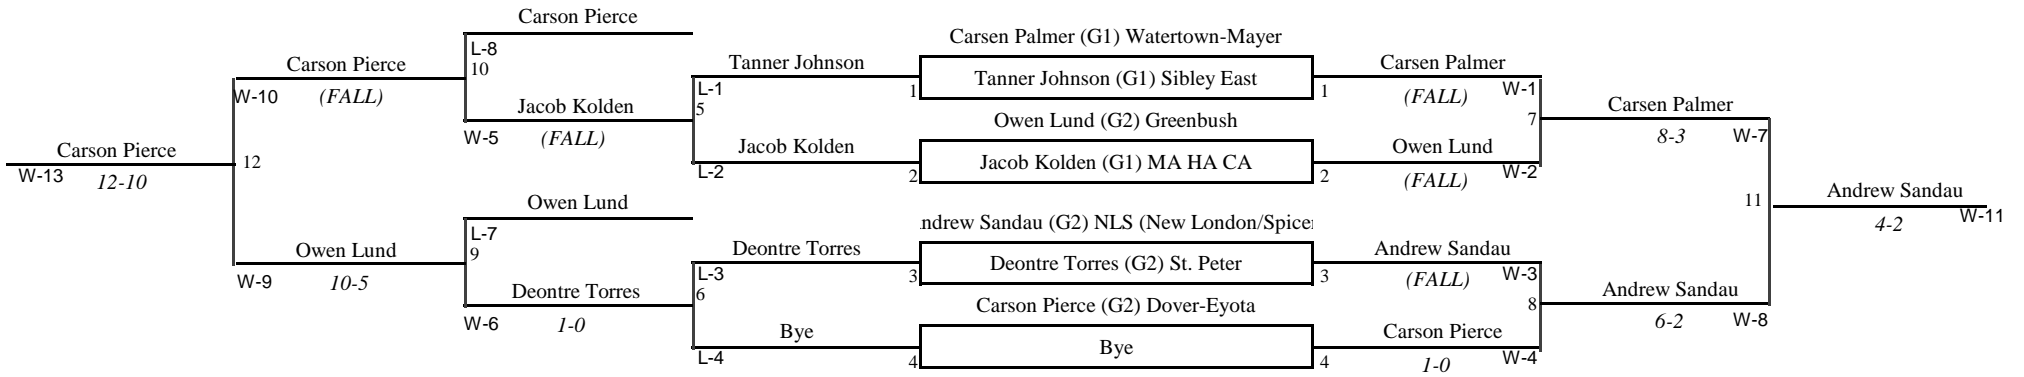 Carson Pierce
Carsen Palmer (G1) Watertown-Mayer
L-8
10
Carson Pierce
Tanner Johnson
Tanner Johnson (G1) Sibley East
Carsen Palmer
W-10
(FALL)
L-1
1
1
(FALL)
W-1
Jacob Kolden
5
Carsen Palmer
W-5
(FALL)
Owen Lund (G2) Greenbush
7
8-3
W-7
Carson Pierce
12
Jacob Kolden
Jacob Kolden (G1) MA HA CA
Owen Lund
W-13
12-10
L-2
2
2
(FALL)
W-2
Owen Lund
Andrew Sandau
11
L-7
9
ndrew Sandau (G2) NLS (New London/Spicer
4-2
W-11
Owen Lund
Deontre Torres
Deontre Torres (G2) St. Peter
Andrew Sandau
W-9
10-5
L-3
3
3
(FALL)
W-3
Deontre Torres
6
Carson Pierce (G2) Dover-Eyota
8
Andrew Sandau
W-6
1-0
6-2
W-8
Bye
Bye
Carson Pierce
L-4
4
4
1-0
W-4